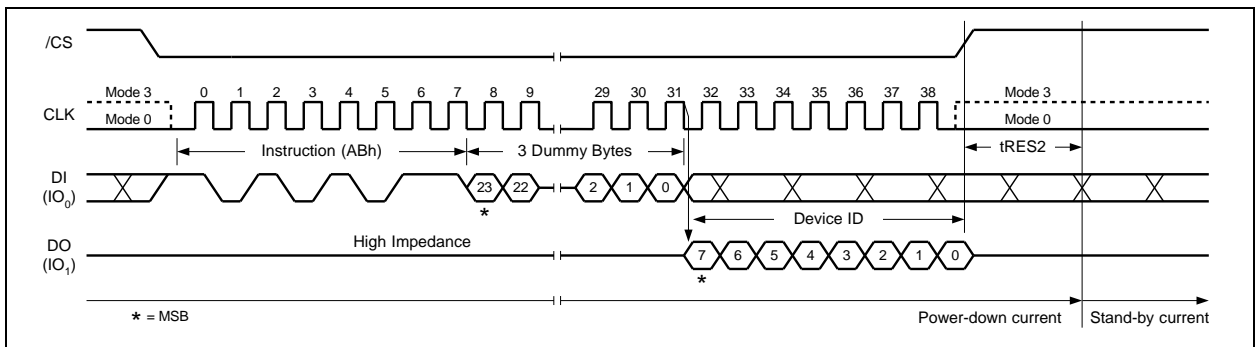 /CS
Mode 3 0 1 2 3 4 5 6 7 8 9 29 30 31 32 33 34 35 36 37 38 Mode 3
CLK
Mode 0 Mode 0
Instruction (ABh) 3 Dummy Bytes tRES2
DI
(IO0)
23 22 2 1 0
*
Device ID
High Impedance
DO
(IO1)
7 6 5 4 3 2 1 0
*
* = MSB Power-down current Stand-by current